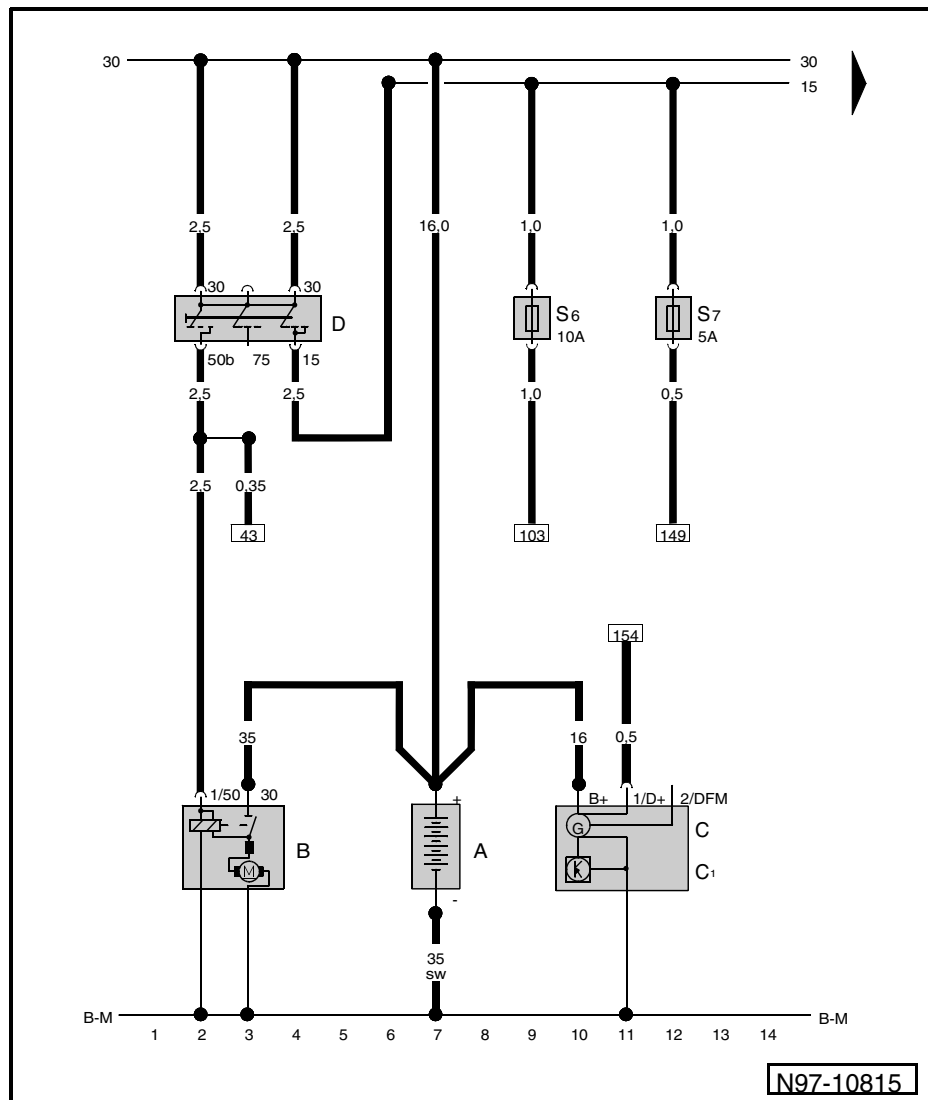 30 30
15
2,5 2,5 16,0 1,0 1,0
30 30
D S6 S7
10A 5A
50b 75 15
2,5 2,5 1,0 0,5
2,5 0,35
43 103 149
154
35 16 0,5
1/50 30 + B+ 1/D+ 2/DFM
G C
B A
M C1
-
35
sw
B-M B-M
1 2 3 4 5 6 7 8 9 10 11 12 13 14
N97-10815